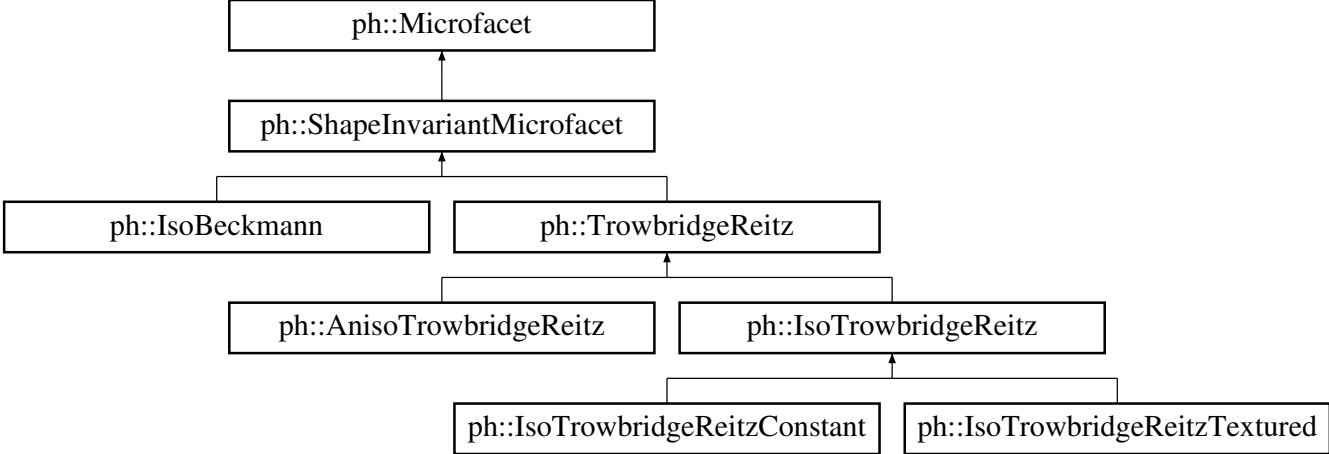 ph::Microfacet
ph::ShapeInvariantMicrofacet
ph::IsoBeckmann
ph::TrowbridgeReitz
ph::AnisoTrowbridgeReitz
ph::IsoTrowbridgeReitz
ph::IsoTrowbridgeReitzConstant
ph::IsoTrowbridgeReitzTextured